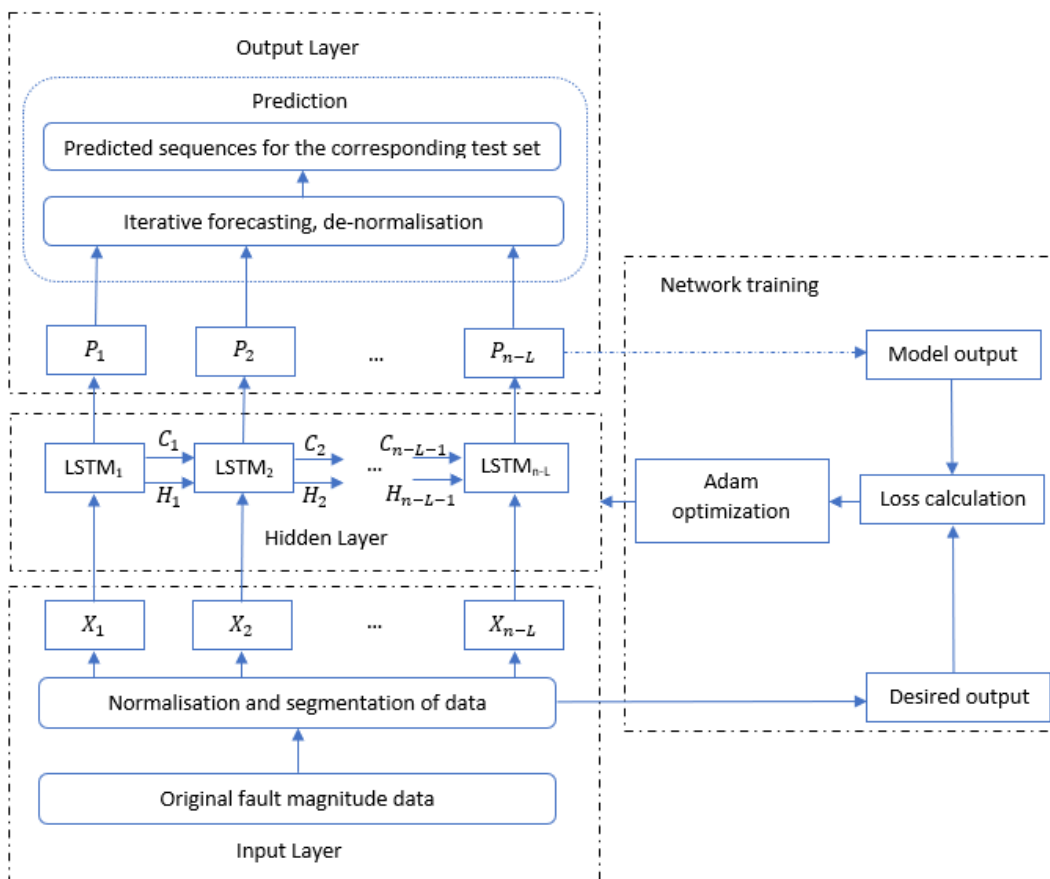 Output Layer
Prediction
Predicted sequences for the corresponding test set
Iterative forecasting, de-normalisation
Network training
P₁
P₂
...
Pₙ₋L
Model output
C₁
C₂
Cₙ₋L₋₁
LSTM₁
LSTM₂
...
LSTMₙ₋L
H₁
H₂
Hₙ₋L₋₁
Hidden Layer
Adam
optimization
Loss calculation
X₁
X₂
...
Xₙ₋L
Normalisation and segmentation of data
Desired output
Original fault magnitude data
Input Layer